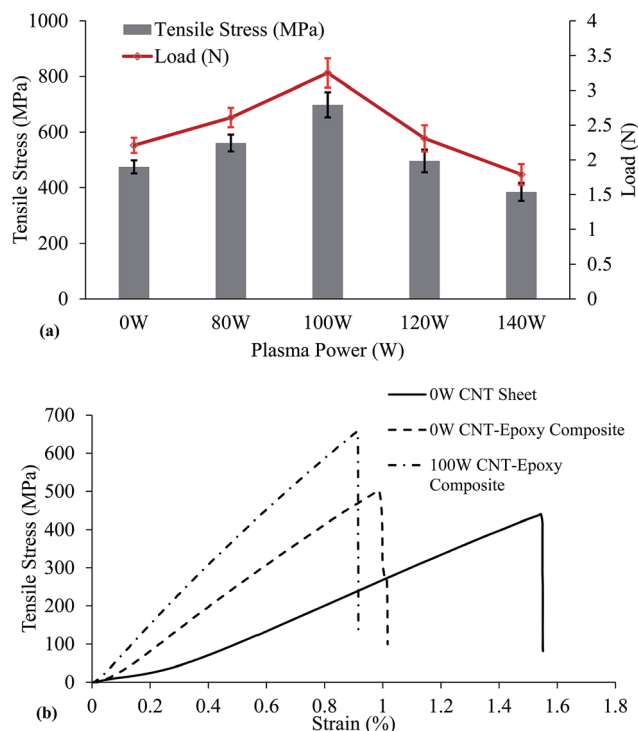 Tensile Stress (MPa)
Load (N)
1000
800
600
400
200
0
Tensile Stress (MPa)
4
3.5
3
2.5
2
1.5
1
0.5
0
Load (N)
0W 80W 100W 120W 140W
Plasma Power (W)
(a)
0W CNT Sheet
0W CNT-Epoxy Composite
100W CNT-Epoxy
Composite
700
600
500
400
300
200
100
0
Tensile Stress (MPa)
0 0.2 0.4 0.6 0.8 1 1.2 1.4 1.6 1.8
Strain (%)
(b)